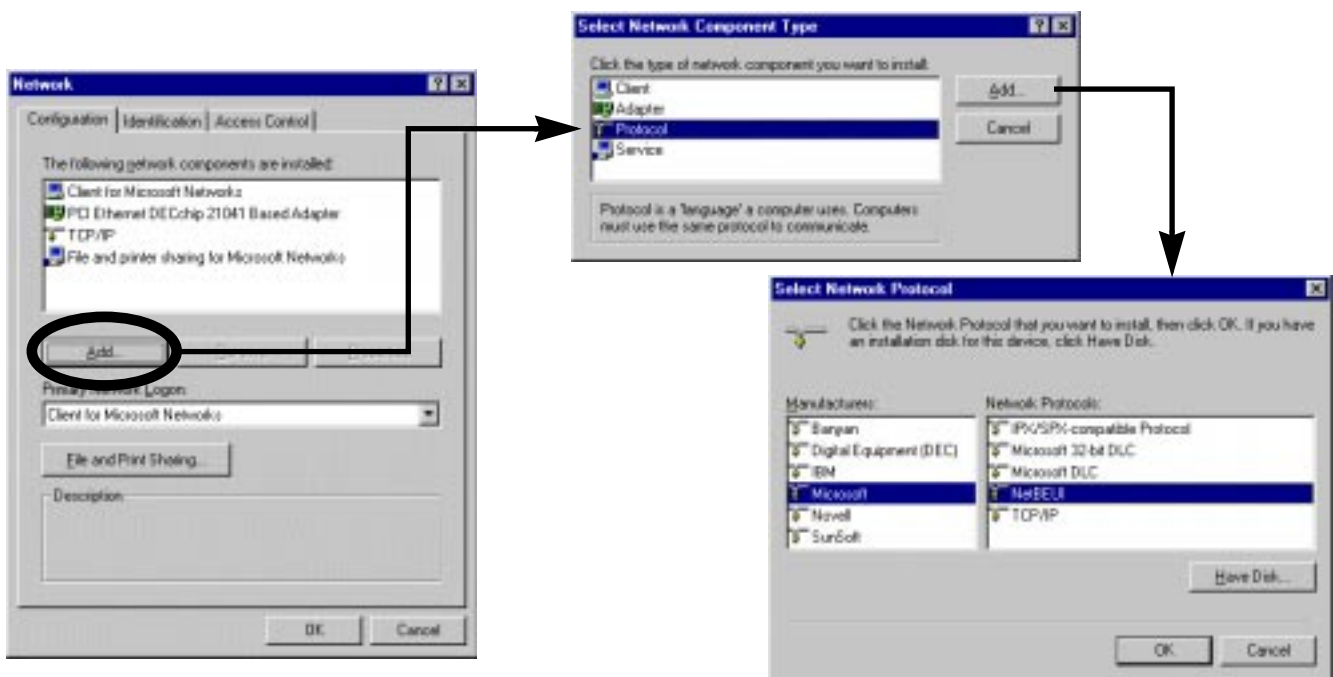 Network
Configuration
Identification
Access Control
The following network components are installed:
Client for Microsoft Networks
PCI Ethernet DECchip 21041 Based Adapter
TCP/IP
File and printer sharing for Microsoft Networks
Add...
Primary Network Logon:
Client for Microsoft Networks
File and Print Sharing...
Description
OK
Cancel
Select Network Component Type
Click the type of network component you want to install:
Client
Adapter
Protocol
Service
Add...
Cancel
Protocol is a 'language' a computer uses. Computers
must use the same protocol to communicate.
Select Network Protocol
Click the Network Protocol that you want to install, then click OK. If you have
an installation disk for this device, click Have Disk.
Manufacturers:
Banyan
Digital Equipment (DEC)
IBM
Microsoft
Novell
SunSoft
Network Protocols:
IPX/SPX-compatible Protocol
Microsoft 32-bit DLC
Microsoft DLC
NetBEUI
TCP/IP
Have Disk...
OK
Cancel